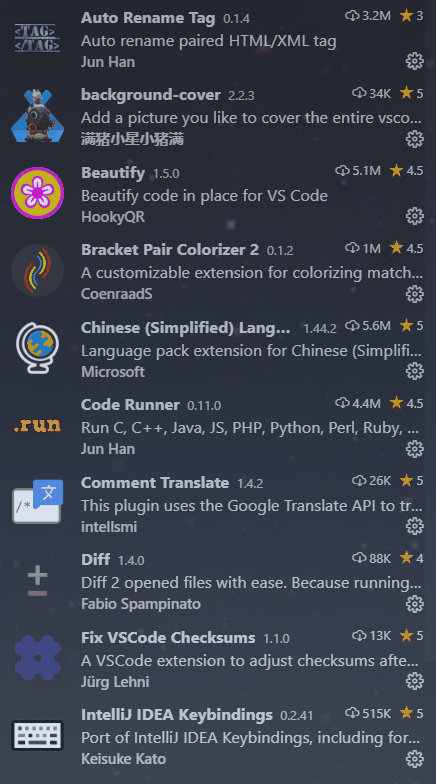 <TAG>
</TAG>
Auto Rename Tag 0.1.4 3.2M 3
Auto rename paired HTML/XML tag
Jun Han
background-cover 2.2.3 34K 5
Add a picture you like to cover the entire vsco...
满猪小星小猪满
Beautify 1.5.0 5.1M 4.5
Beautify code in place for VS Code
HookyQR
Bracket Pair Colorizer 2 0.1.2 1M 4.5
A customizable extension for colorizing match...
CoenraadS
Chinese (Simplified) Lang... 1.44.2 5.6M 5
Language pack extension for Chinese (Simplifi...
Microsoft
.run
Code Runner 0.11.0 4.4M 4.5
Run C, C++, Java, JS, PHP, Python, Perl, Ruby, ...
Jun Han
/*
文
Comment Translate 1.4.2 26K 5
This plugin uses the Google Translate API to tr...
intellsmi
±
Diff 1.4.0 88K 4
Diff 2 opened files with ease. Because running...
Fabio Spampinato
Fix VSCode Checksums 1.1.0 13K 5
A VSCode extension to adjust checksums afte...
Jürg Lehni
IntelliJ IDEA Keybindings 0.2.41 515K 5
Port of IntelliJ IDEA Keybindings, including for...
Keisuke Kato